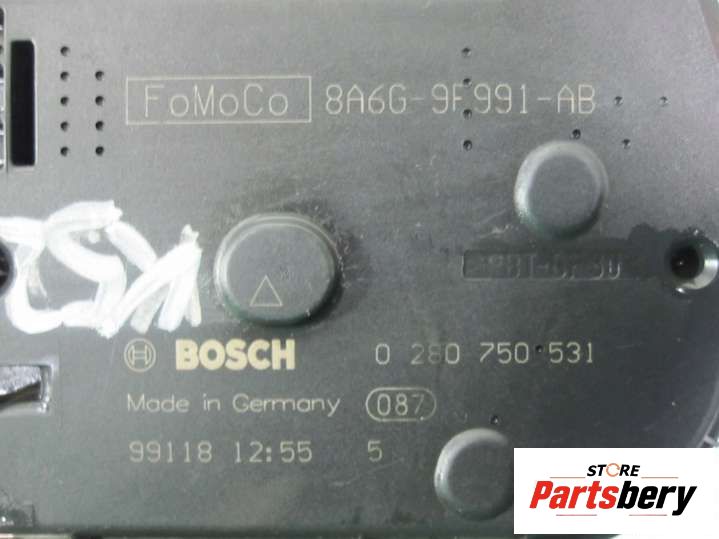 FoMoCo 8A6G-9F991-AB
BOSCH 0 280 750 531
Made in Germany 087
99118 12:55 5
STORE
Partsbery